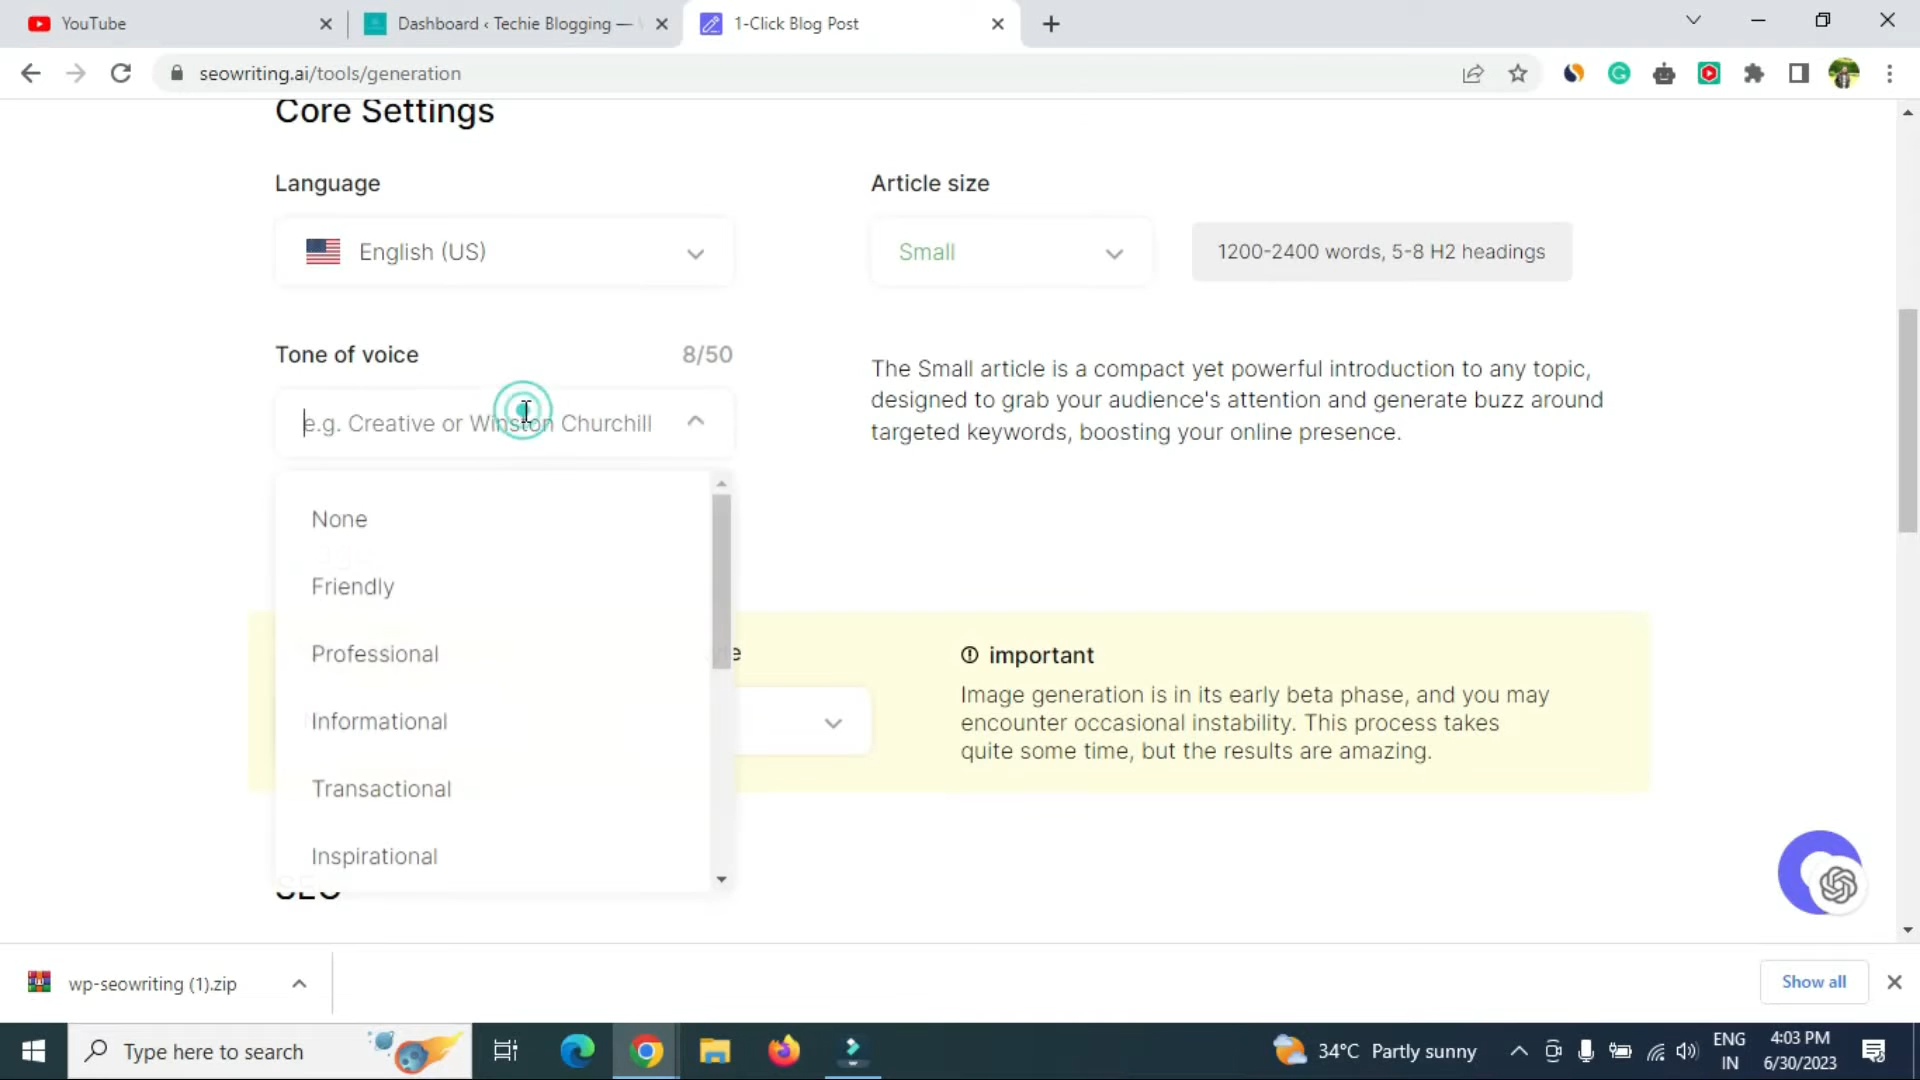 YouTube
Dashboard ‹ Techie Blogging —
1-Click Blog Post
seowriting.ai/tools/generation
Core Settings
Language
Article size
English (US)
Small
1200-2400 words, 5-8 H2 headings
Tone of voice
8/50
e.g. Creative or Winston Churchill
The Small article is a compact yet powerful introduction to any topic,
designed to grab your audience's attention and generate buzz around
targeted keywords, boosting your online presence.
None
Friendly
Professional
Informational
Transactional
Inspirational
important
Image generation is in its early beta phase, and you may
encounter occasional instability. This process takes
quite some time, but the results are amazing.
SEO
wp-seowriting (1).zip
Show all
Type here to search
34°C Partly sunny
ENG
IN
4:03 PM
6/30/2023